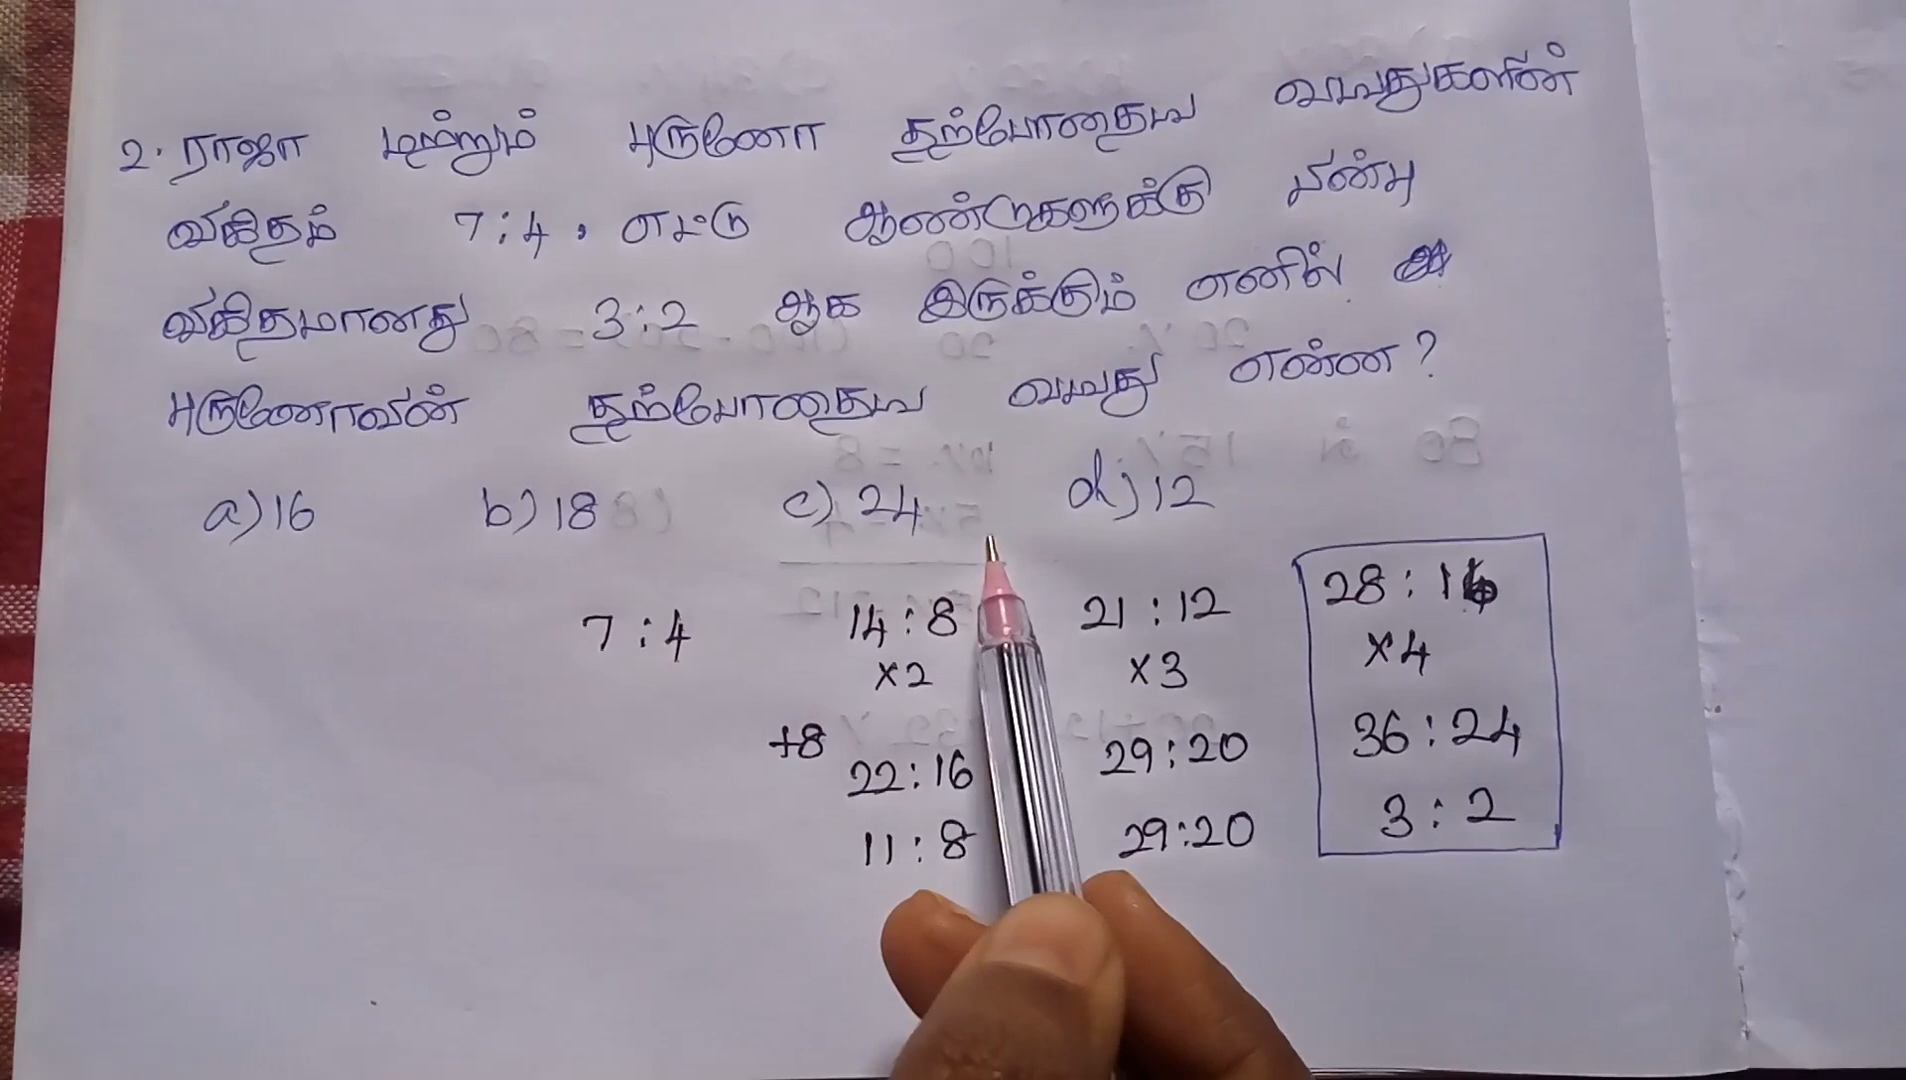 2. ராஜா மற்றும் புருனோ தற்போதைய வயதுகளின்
விகிதம் 7:4, எட்டு ஆண்டுகளுக்கு பின்பு
விகிதமானது 3:2 ஆக இருக்கும் எனில்
புருனோவின் தற்போதைய வயது என்ன?
a) 16 b) 18 c) 24 d) 12
7 : 4 14 : 8 21 : 12 28 : 16
×2 ×3 ×4
+8 22 : 16 29 : 20 36 : 24
11 : 8 29 : 20 3 : 2